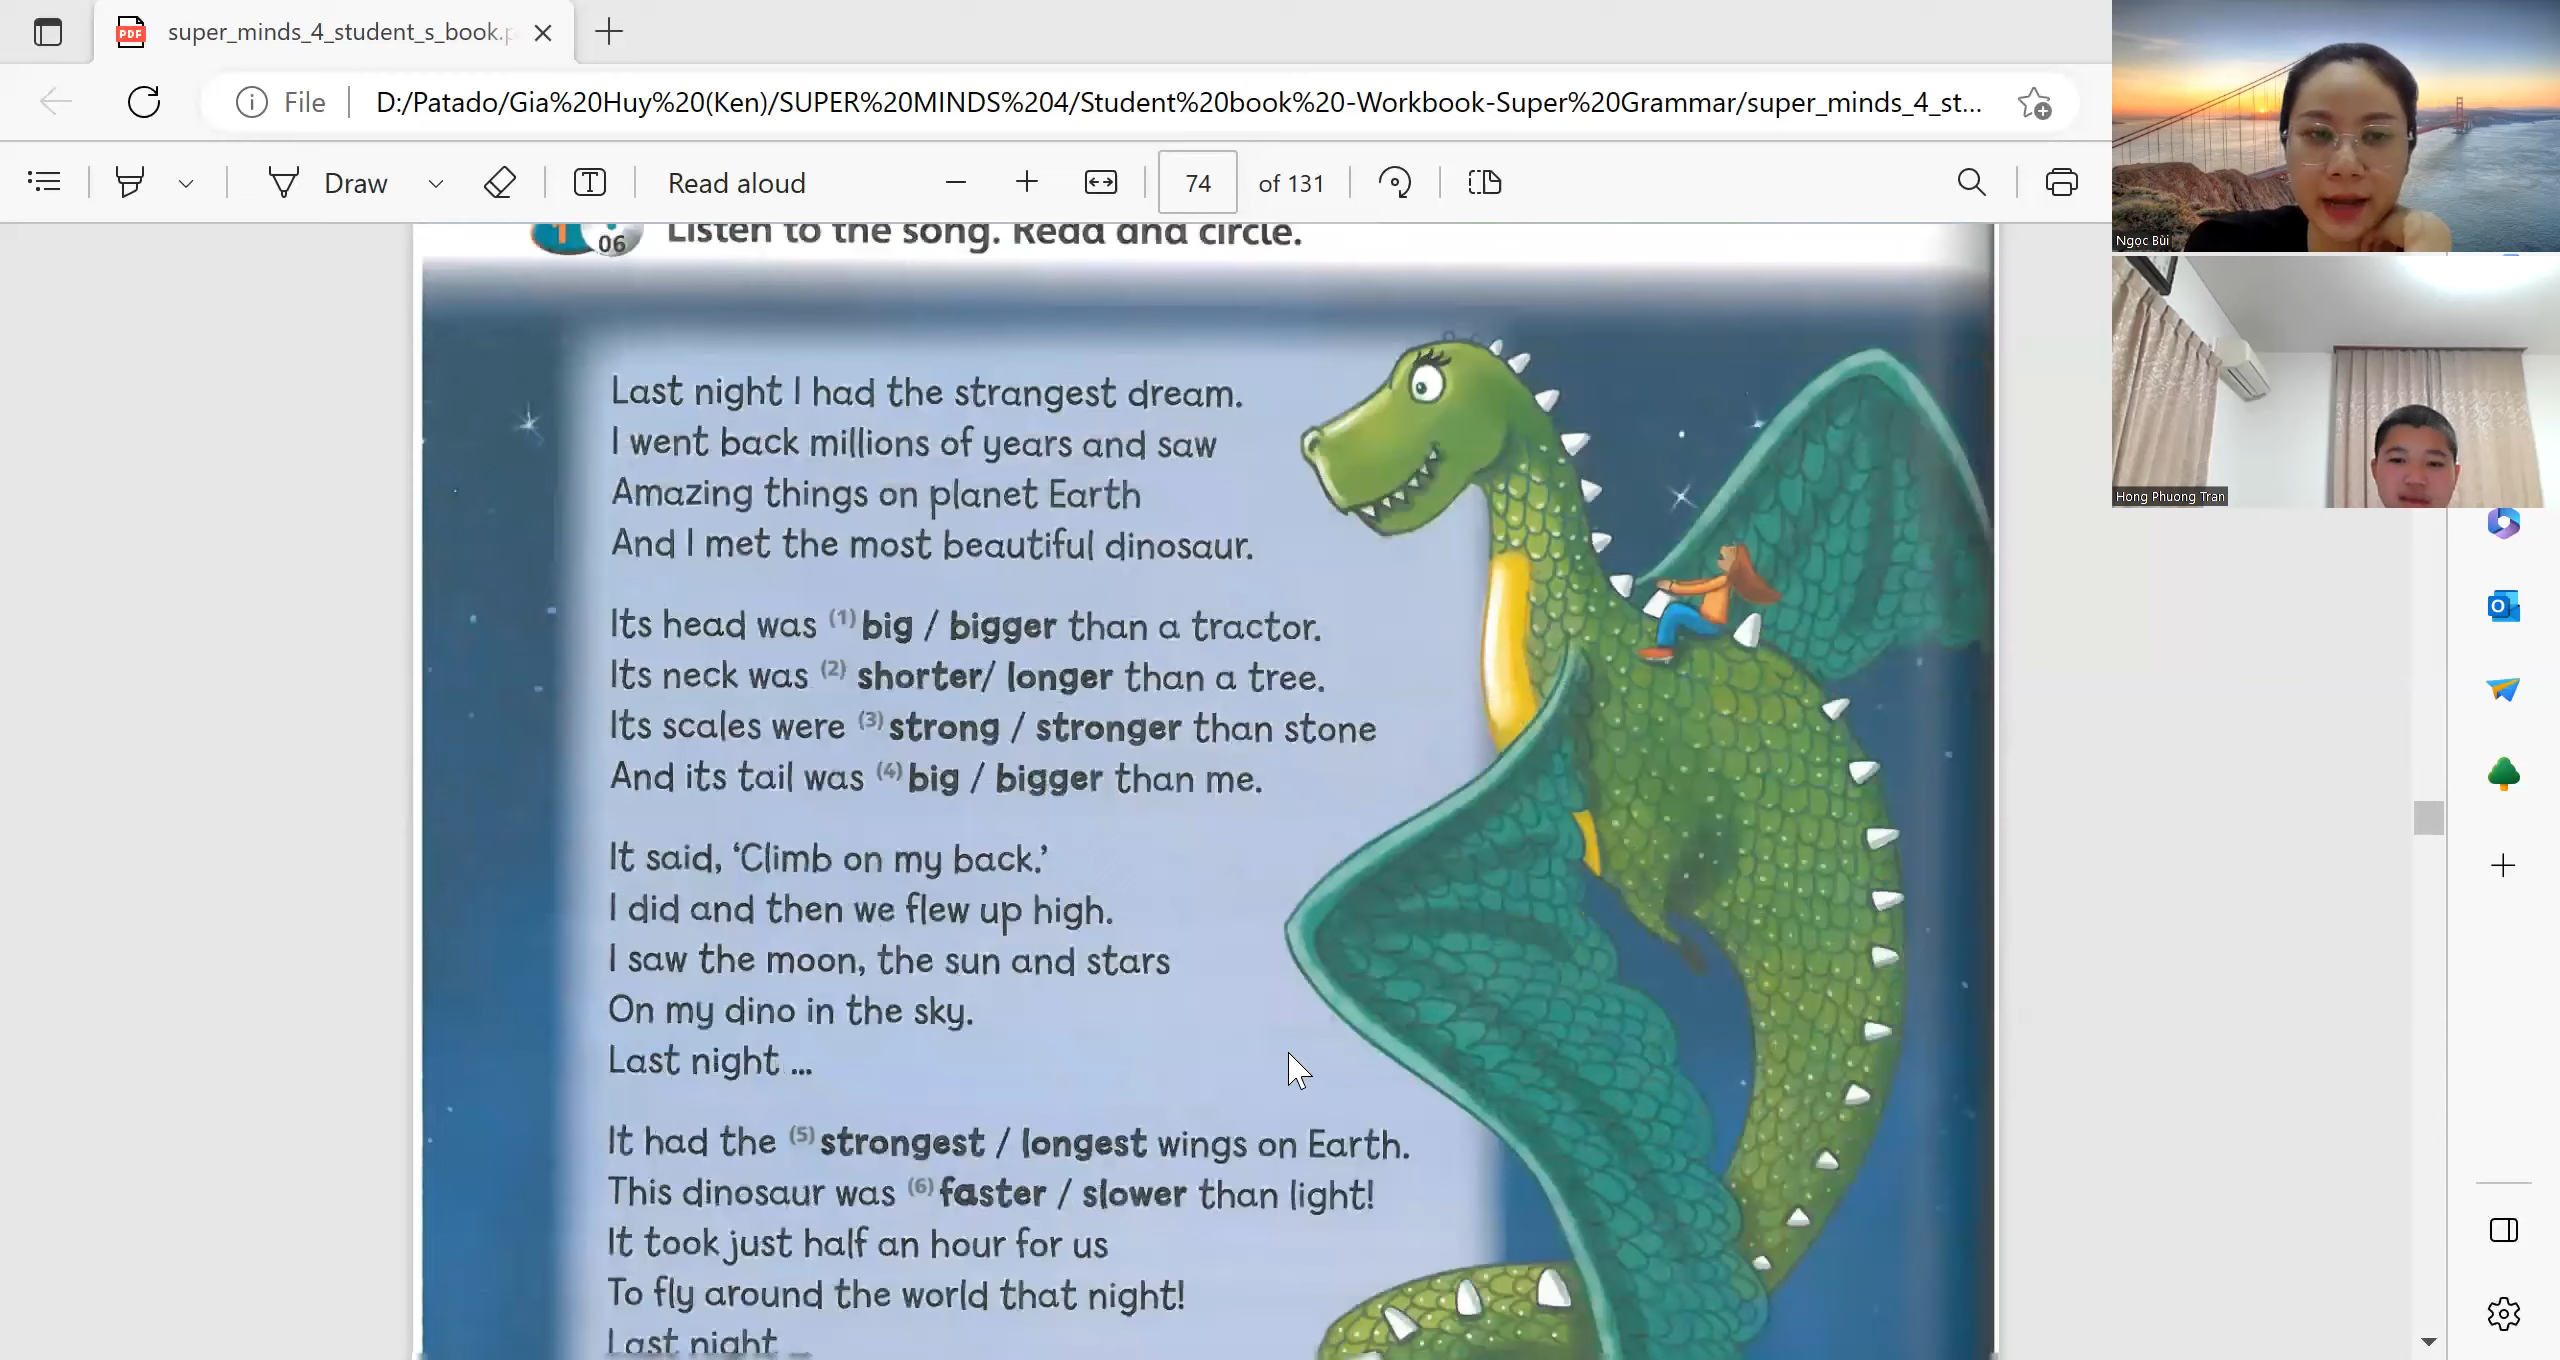 super_minds_4_student_s_book.p
File
D:/Patado/Gia%20Huy%20(Ken)/SUPER%20MINDS%204/Student%20book%20-Workbook-Super%20Grammar/super_minds_4_st...
Draw
Read aloud
74
of 131
06
Listen to the song. Read and circle.
Last night I had the strangest dream.
I went back millions of years and saw
Amazing things on planet Earth
And I met the most beautiful dinosaur.
Its head was (1) big / bigger than a tractor.
Its neck was (2) shorter/ longer than a tree.
Its scales were (3) strong / stronger than stone
And its tail was (4) big / bigger than me.
It said, ‘Climb on my back.’
I did and then we flew up high.
I saw the moon, the sun and stars
On my dino in the sky.
Last night ...
It had the (5) strongest / longest wings on Earth.
This dinosaur was (6) faster / slower than light!
It took just half an hour for us
To fly around the world that night!
Last night ...
Ngọc Bùi
Hong Phuong Tran